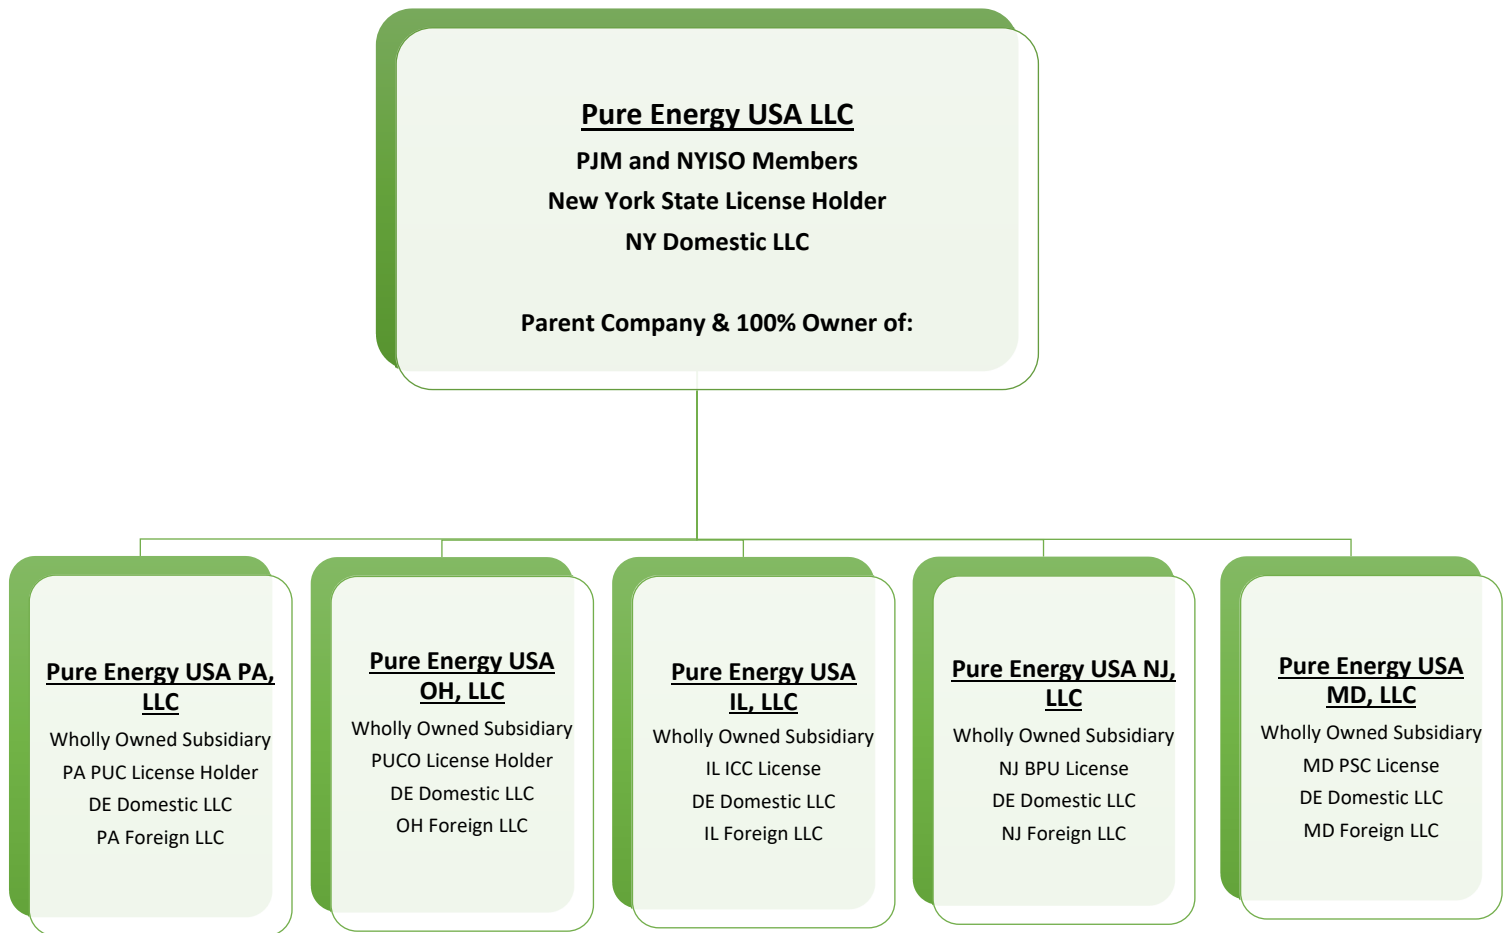 Pure Energy USA LLC
PJM and NYISO Members
New York State License Holder
NY Domestic LLC
Parent Company & 100% Owner of:
Pure Energy USA PA,
LLC
Wholly Owned Subsidiary
PA PUC License Holder
DE Domestic LLC
PA Foreign LLC
Pure Energy USA
OH, LLC
Wholly Owned Subsidiary
PUCO License Holder
DE Domestic LLC
OH Foreign LLC
Pure Energy USA
IL, LLC
Wholly Owned Subsidiary
IL ICC License
DE Domestic LLC
IL Foreign LLC
Pure Energy USA NJ,
LLC
Wholly Owned Subsidiary
NJ BPU License
DE Domestic LLC
NJ Foreign LLC
Pure Energy USA
MD, LLC
Wholly Owned Subsidiary
MD PSC License
DE Domestic LLC
MD Foreign LLC